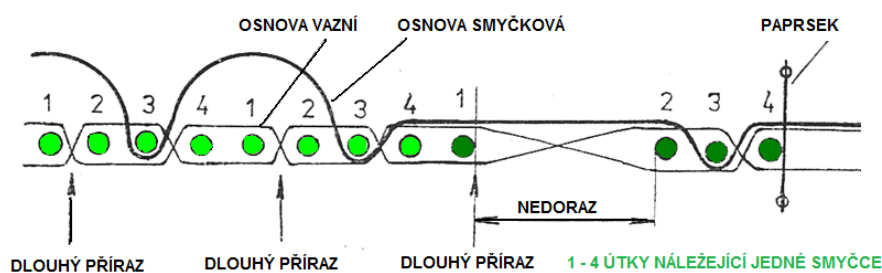 OSNOVA VAZNÍ OSNOVA SMYČKOVÁ PAPRSEK
1 2 3 4 1 2 3 4 1 2 3 4
NEDORAZ
DLOUHÝ PŘÍRAZ DLOUHÝ PŘÍRAZ DLOUHÝ PŘÍRAZ 1 - 4 ÚTKY NÁLEŽEJÍCÍ JEDNÉ SMYČCE